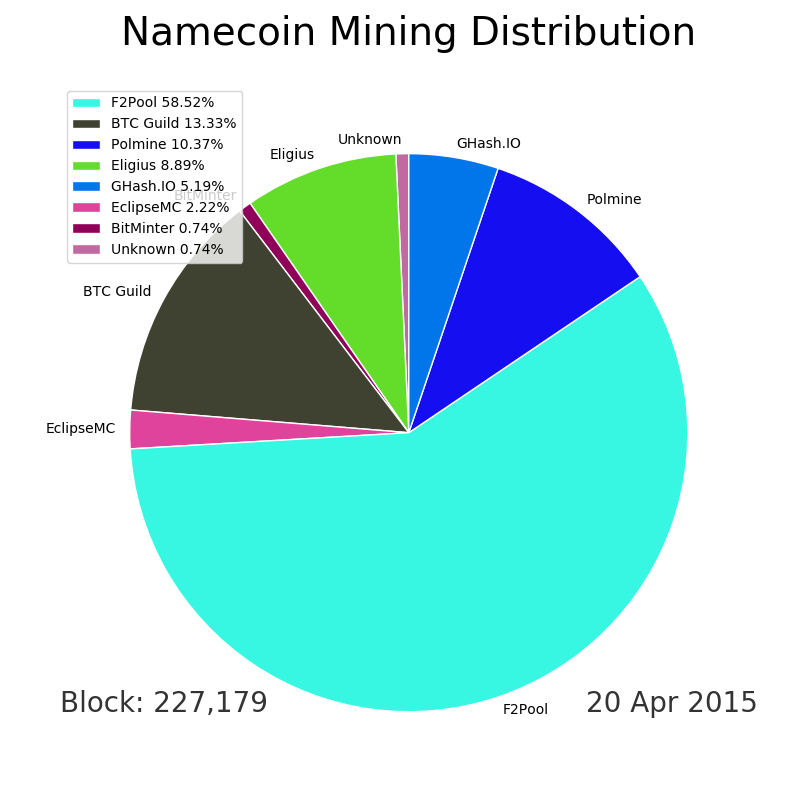 Namecoin Mining Distribution
F2Pool 58.52%
BTC Guild 13.33%
Polmine 10.37%
Eligius 8.89%
GHash.IO 5.19%
EclipseMC 2.22%
BitMinter 0.74%
Unknown 0.74%
Unknown
GHash.IO
Eligius
BitMinter
Polmine
BTC Guild
EclipseMC
F2Pool
Block: 227,179
20 Apr 2015